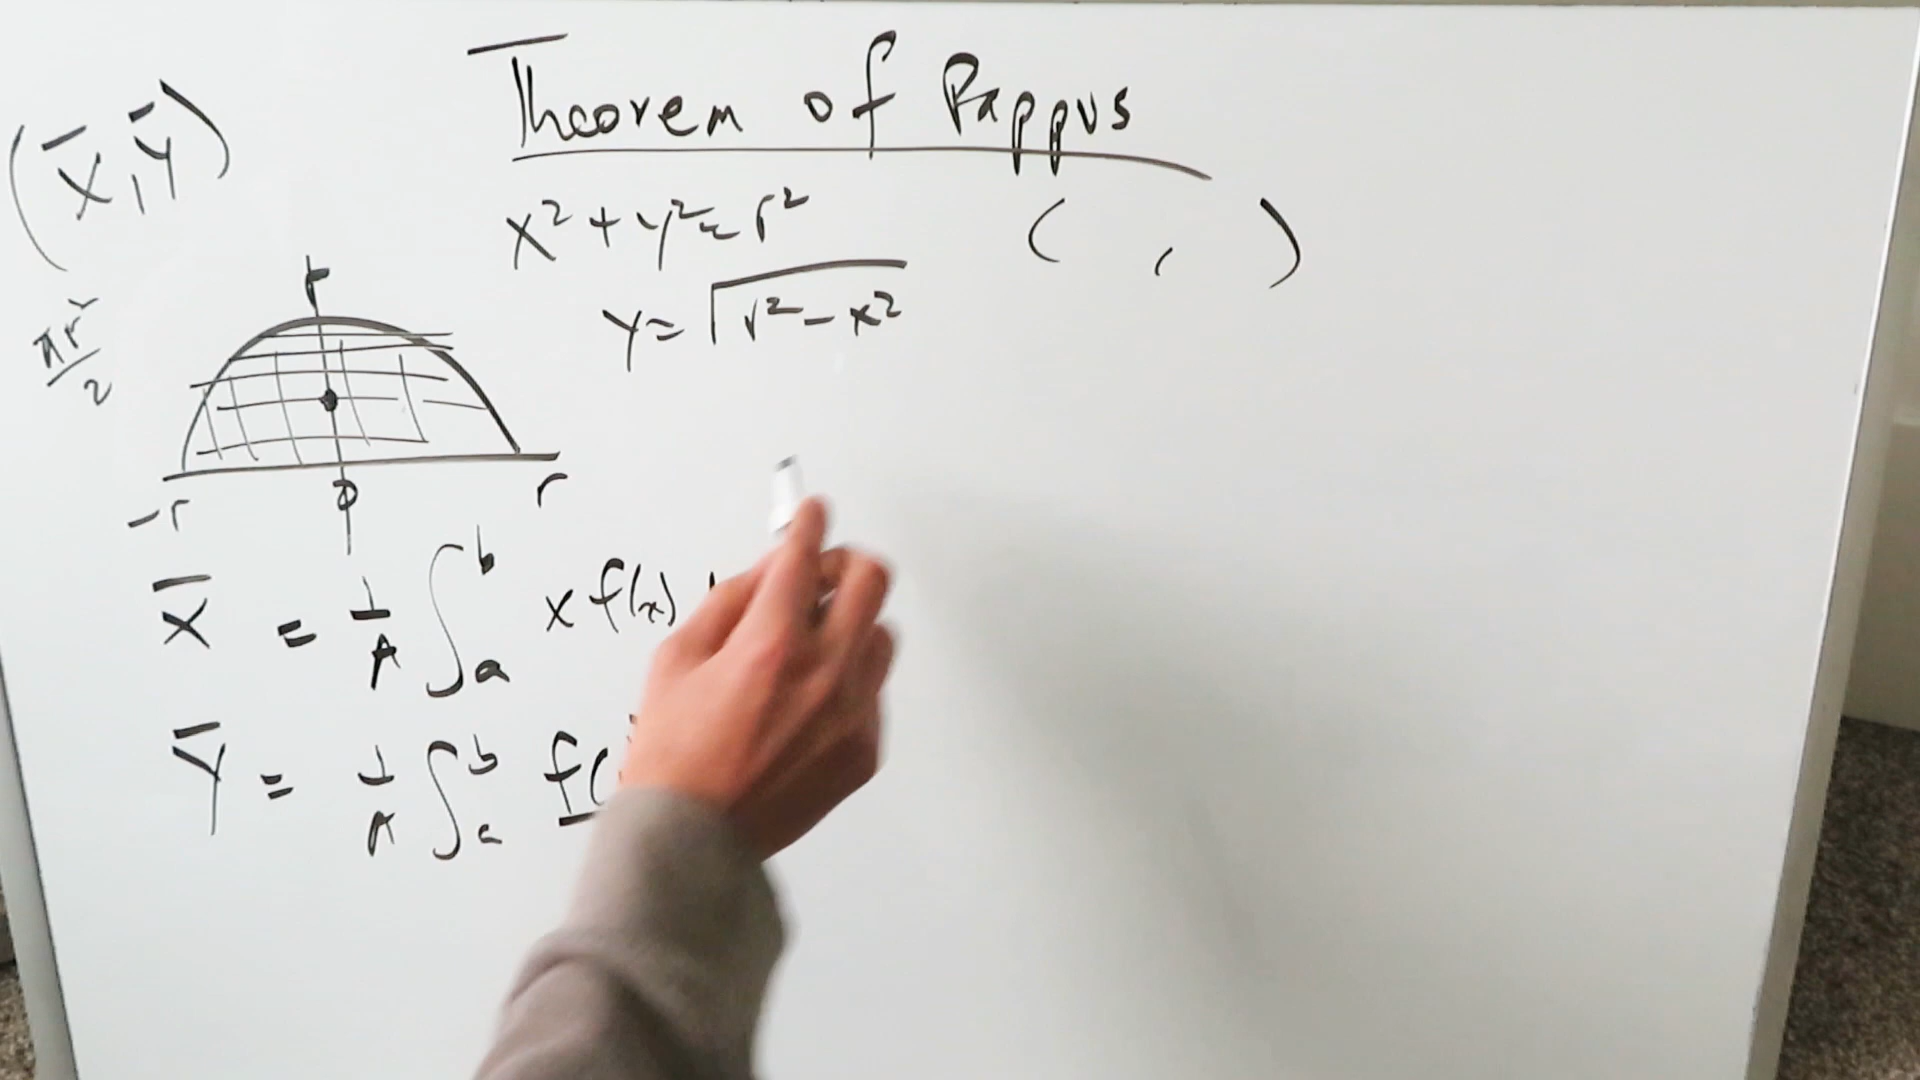 Theorem of Pappus
(X̄, Ȳ)
x² + y² = r² ( , )
y = √(r² - x²)
πr²/2
r
-r 0 r
X̄ = 1/A ∫ₐᵇ x f(x)
Ȳ = 1/A ∫ₐᵇ f(